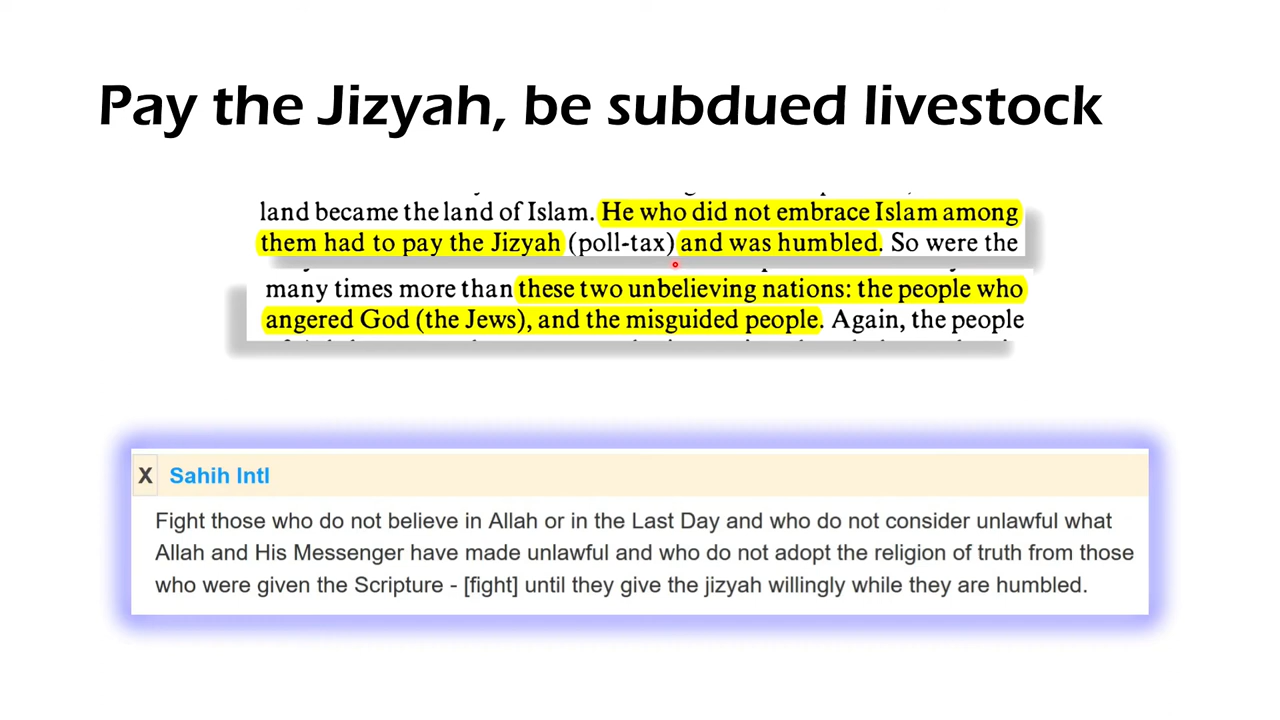 Pay the Jizyah, be subdued livestock
land became the land of Islam. He who did not embrace Islam among
them had to pay the Jizyah (poll-tax) and was humbled. So were the
many times more than these two unbelieving nations: the people who
angered God (the Jews), and the misguided people. Again, the people
X Sahih Intl
Fight those who do not believe in Allah or in the Last Day and who do not consider unlawful what
Allah and His Messenger have made unlawful and who do not adopt the religion of truth from those
who were given the Scripture - [fight] until they give the jizyah willingly while they are humbled.